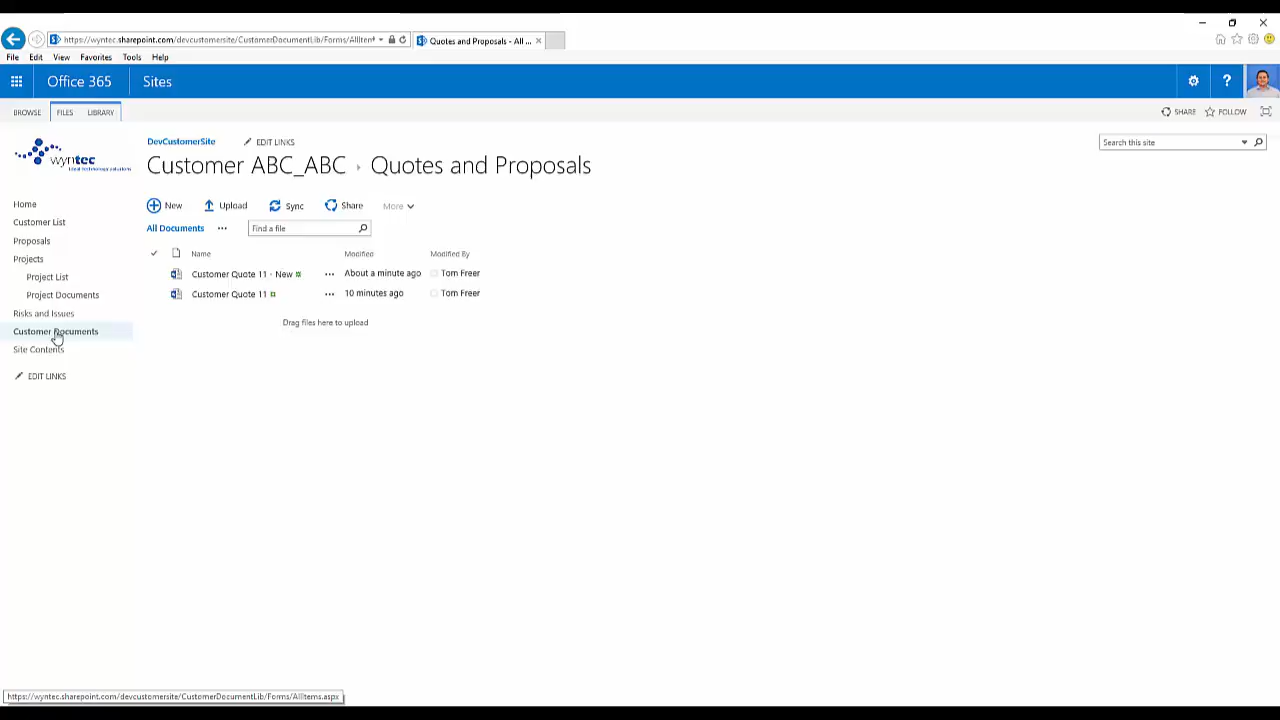 https://wyntec.sharepoint.com/devcustomersite/CustomerDocumentLib/Forms/AllItem
Quotes and Proposals - All ...
File Edit View Favorites Tools Help
Office 365 Sites
BROWSE FILES LIBRARY SHARE FOLLOW
wyntec
DevCustomerSite EDIT LINKS Search this site
Customer ABC_ABC Quotes and Proposals
Home
Customer List
Proposals
Projects
Project List
Project Documents
Risks and Issues
Customer Documents
Site Contents
EDIT LINKS
New Upload Sync Share More
All Documents ... Find a file
Name Modified Modified By
Customer Quote 11 - New ... About a minute ago Tom Freer
Customer Quote 11 ... 10 minutes ago Tom Freer
Drag files here to upload
https://wyntec.sharepoint.com/devcustomersite/CustomerDocumentLib/Forms/AllItems.aspx